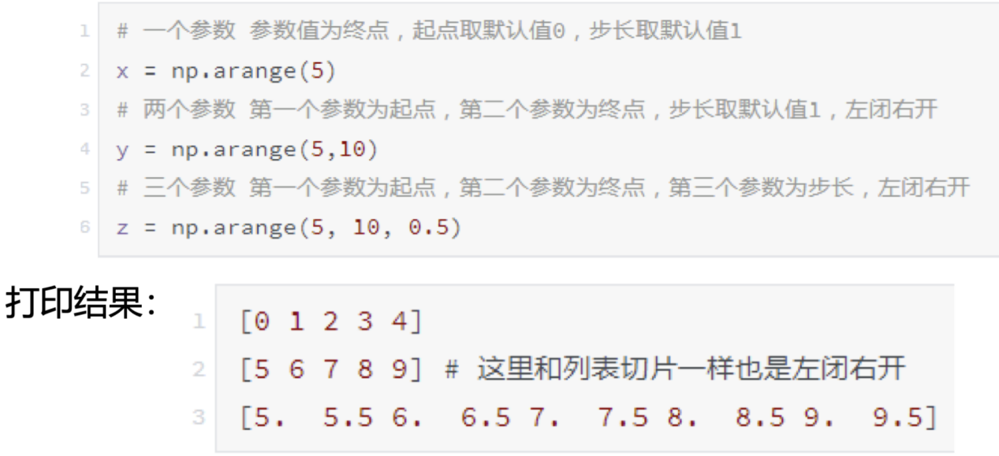 1 # 一个参数 参数值为终点，起点取默认值0，步长取默认值1
2 x = np.arange(5)
3 # 两个参数 第一个参数为起点，第二个参数为终点，步长取默认值1，左闭右开
4 y = np.arange(5,10)
5 # 三个参数 第一个参数为起点，第二个参数为终点，第三个参数为步长，左闭右开
6 z = np.arange(5, 10, 0.5)
打印结果：
1 [0 1 2 3 4]
2 [5 6 7 8 9] # 这里和列表切片一样也是左闭右开
3 [5.  5.5 6.  6.5 7.  7.5 8.  8.5 9.  9.5]